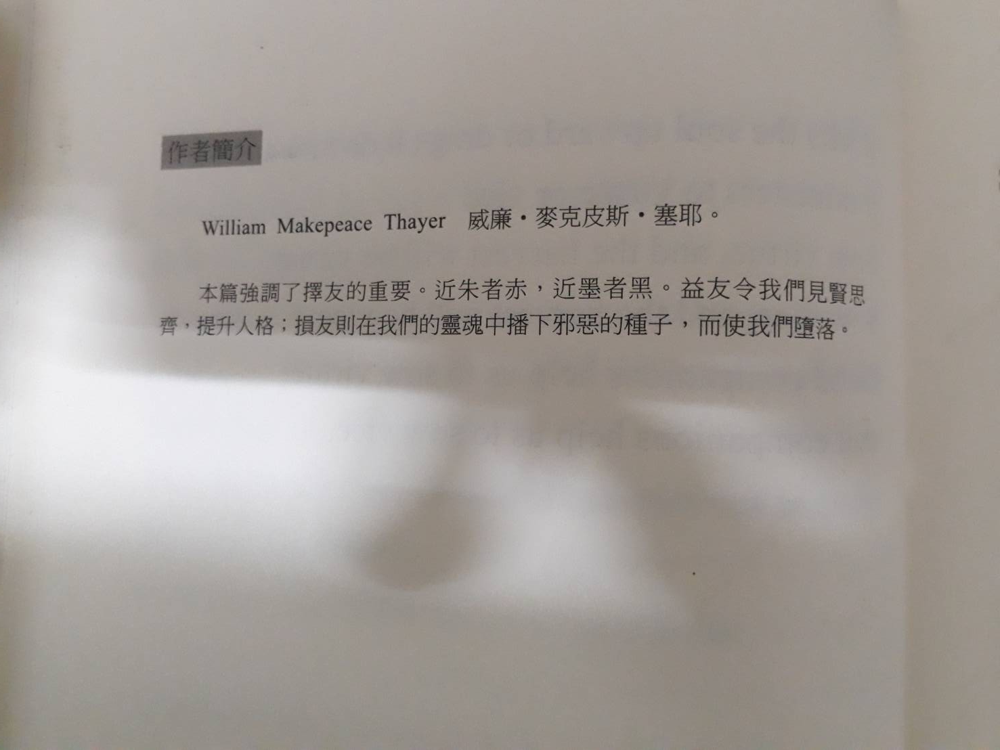 作者簡介
William Makepeace Thayer 威廉・麥克皮斯・塞耶。
本篇強調了擇友的重要。近朱者赤，近墨者黑。益友令我們見賢思
齊，提升人格；損友則在我們的靈魂中播下邪惡的種子，而使我們墮落。